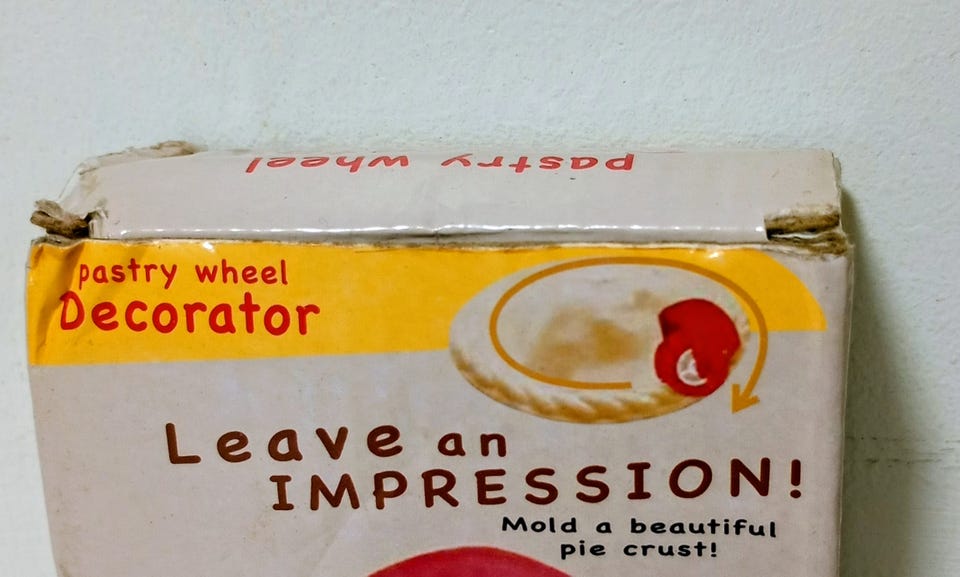 pastry wheel
pastry wheel
Decorator
Leave an
IMPRESSION!
Mold a beautiful
pie crust!